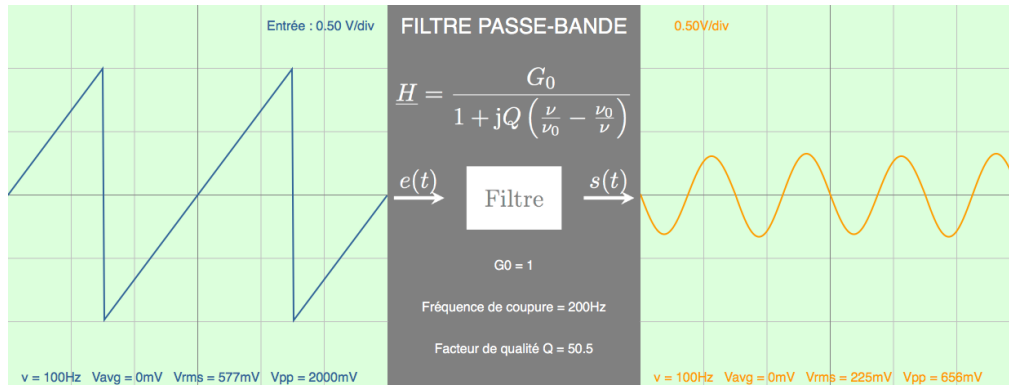 Entrée : 0.50 V/div
FILTRE PASSE-BANDE
0.50V/div
H = G₀ / (1 + jQ (ν/ν₀ − ν₀/ν))
e(t)
Filtre
s(t)
G0 = 1
Fréquence de coupure = 200Hz
Facteur de qualité Q = 50.5
v = 100Hz Vavg = 0mV Vrms = 577mV Vpp = 2000mV
v = 100Hz Vavg = 0mV Vrms = 225mV Vpp = 656mV